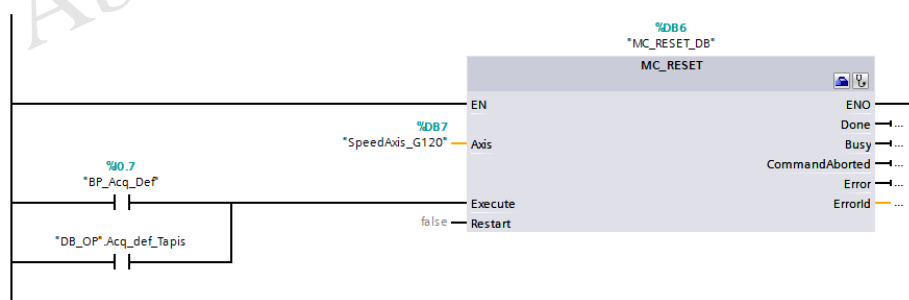 %DB6
"MC_RESET_DB"
MC_RESET
EN
ENO
%DB7
"SpeedAxis_G120"
Axis
Done
...
Busy
...
CommandAborted
...
Error
...
%I0.7
"BP_Acq_Def"
Execute
ErrorId
...
false
Restart
"DB_OP".Acq_def_Tapis